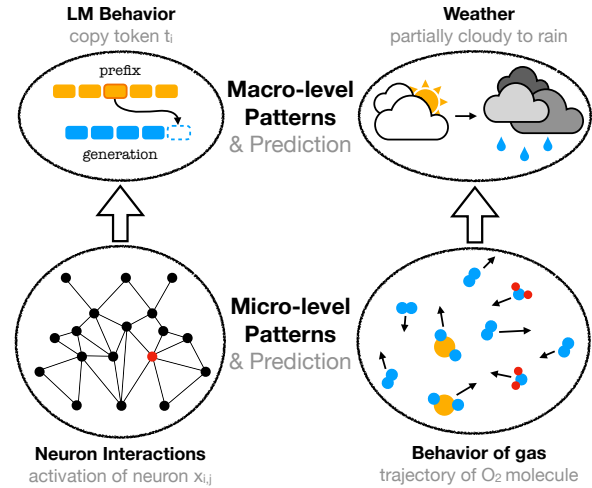 LM Behavior
copy token tᵢ
prefix
generation
Macro-level
Patterns
& Prediction
Weather
partially cloudy to rain
Micro-level
Patterns
& Prediction
Neuron Interactions
activation of neuron xᵢ,ⱼ
Behavior of gas
trajectory of O₂ molecule